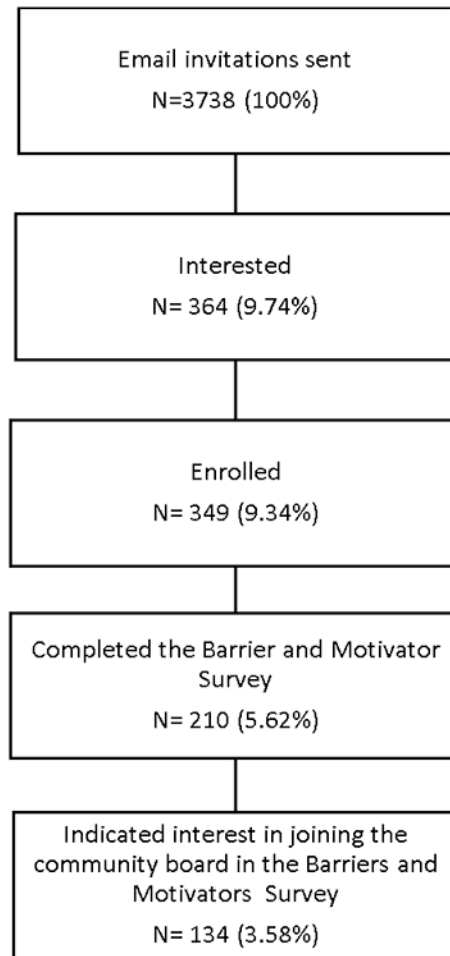 Email invitations sent
N=3738 (100%)
Interested
N= 364 (9.74%)
Enrolled
N= 349 (9.34%)
Completed the Barrier and Motivator
Survey
N= 210 (5.62%)
Indicated interest in joining the
community board in the Barriers and
Motivators Survey
N= 134 (3.58%)